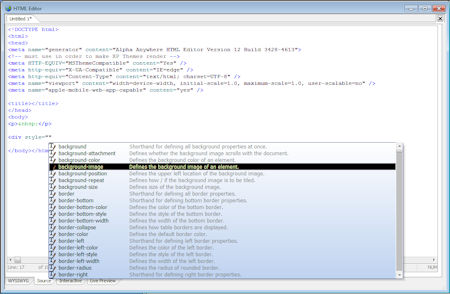 HTML Editor
Untitled 1*
<!DOCTYPE html>
<html>
<head>
<meta name="generator" content="Alpha Anywhere HTML Editor Version 12 Build 3428-4613">
<!-- must use in order to make XP Themes render -->
<meta HTTP-EQUIV="MSThemeCompatible" content="Yes" />
<meta http-equiv="X-UA-Compatible" content="IE=edge" />
<meta http-equiv="Content-Type" content="text/html; charset=UTF-8" />
<meta name="viewport" content="width=device-width, initial-scale=1.0, maximum-scale=1.0, user-scalable=no" />
<meta name="apple-mobile-web-app-capable" content="yes" />
<title></title>
</head>
<body>
<p>&nbsp;</p>
<div style=""
</body></ht
background Shorthand for defining all background properties at once.
background-attachment Defines whether the background image scrolls with the document.
background-color Defines the background color of an element.
background-image Defines the background image of an element.
background-position Defines the upper left location of the background image.
background-repeat Defines how / if the background image is to be tiled.
background-size Defines size of the background image.
border Shorthand for defining all border properties.
border-bottom Shorthand for defining bottom border properties.
border-bottom-color Defines the color of the bottom border.
border-bottom-style Defines the style of the bottom border.
border-bottom-width Defines the width of the bottom border.
border-collapse Defines how table borders are displayed.
border-color Defines the default border color.
border-left Shorthand for defining left border properties.
border-left-color Defines the color of the left border.
border-left-style Defines the style of the left border.
border-left-width Defines the width of the left border.
border-radius Defines the radius of rounded border.
border-right Shorthand for defining right border properties.
Line: 17 of NUM
WYSIWYG Source Interactive Live Preview